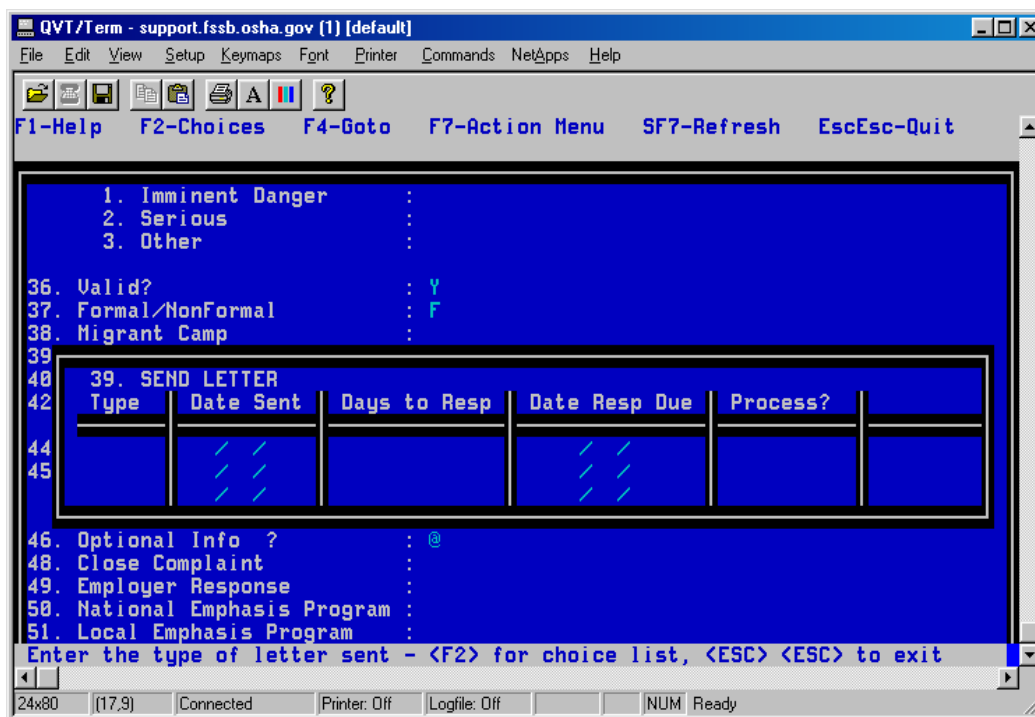 QVT/Term - support.fssb.osha.gov (1) [default]
File Edit View Setup Keymaps Font Printer Commands NetApps Help
F1-Help F2-Choices F4-Goto F7-Action Menu SF7-Refresh EscEsc-Quit
1. Imminent Danger :
2. Serious :
3. Other :
36. Valid? : Y
37. Formal/NonFormal : F
38. Migrant Camp :
39
40 39. SEND LETTER
42 Type Date Sent Days to Resp Date Resp Due Process?
44 / / / /
45 / / / /
/ / / /
46. Optional Info ? : @
48. Close Complaint :
49. Employer Response :
50. National Emphasis Program :
51. Local Emphasis Program :
Enter the type of letter sent - <F2> for choice list, <ESC> <ESC> to exit
24x80 (17,9) Connected Printer: Off Logfile: Off NUM Ready